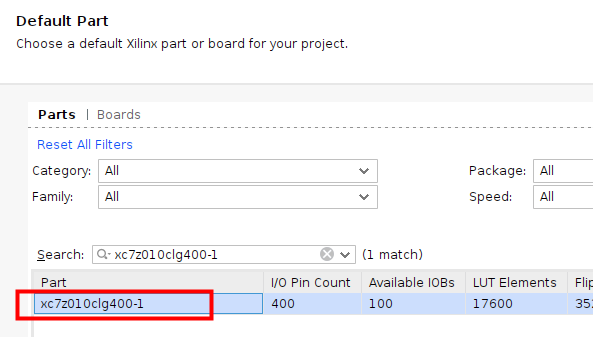 Default Part
Choose a default Xilinx part or board for your project.
Parts | Boards
Reset All Filters
Category: All Package: All
Family: All Speed: All
Search: xc7z010clg400-1 (1 match)
Part I/O Pin Count Available IOBs LUT Elements
xc7z010clg400-1 400 100 17600